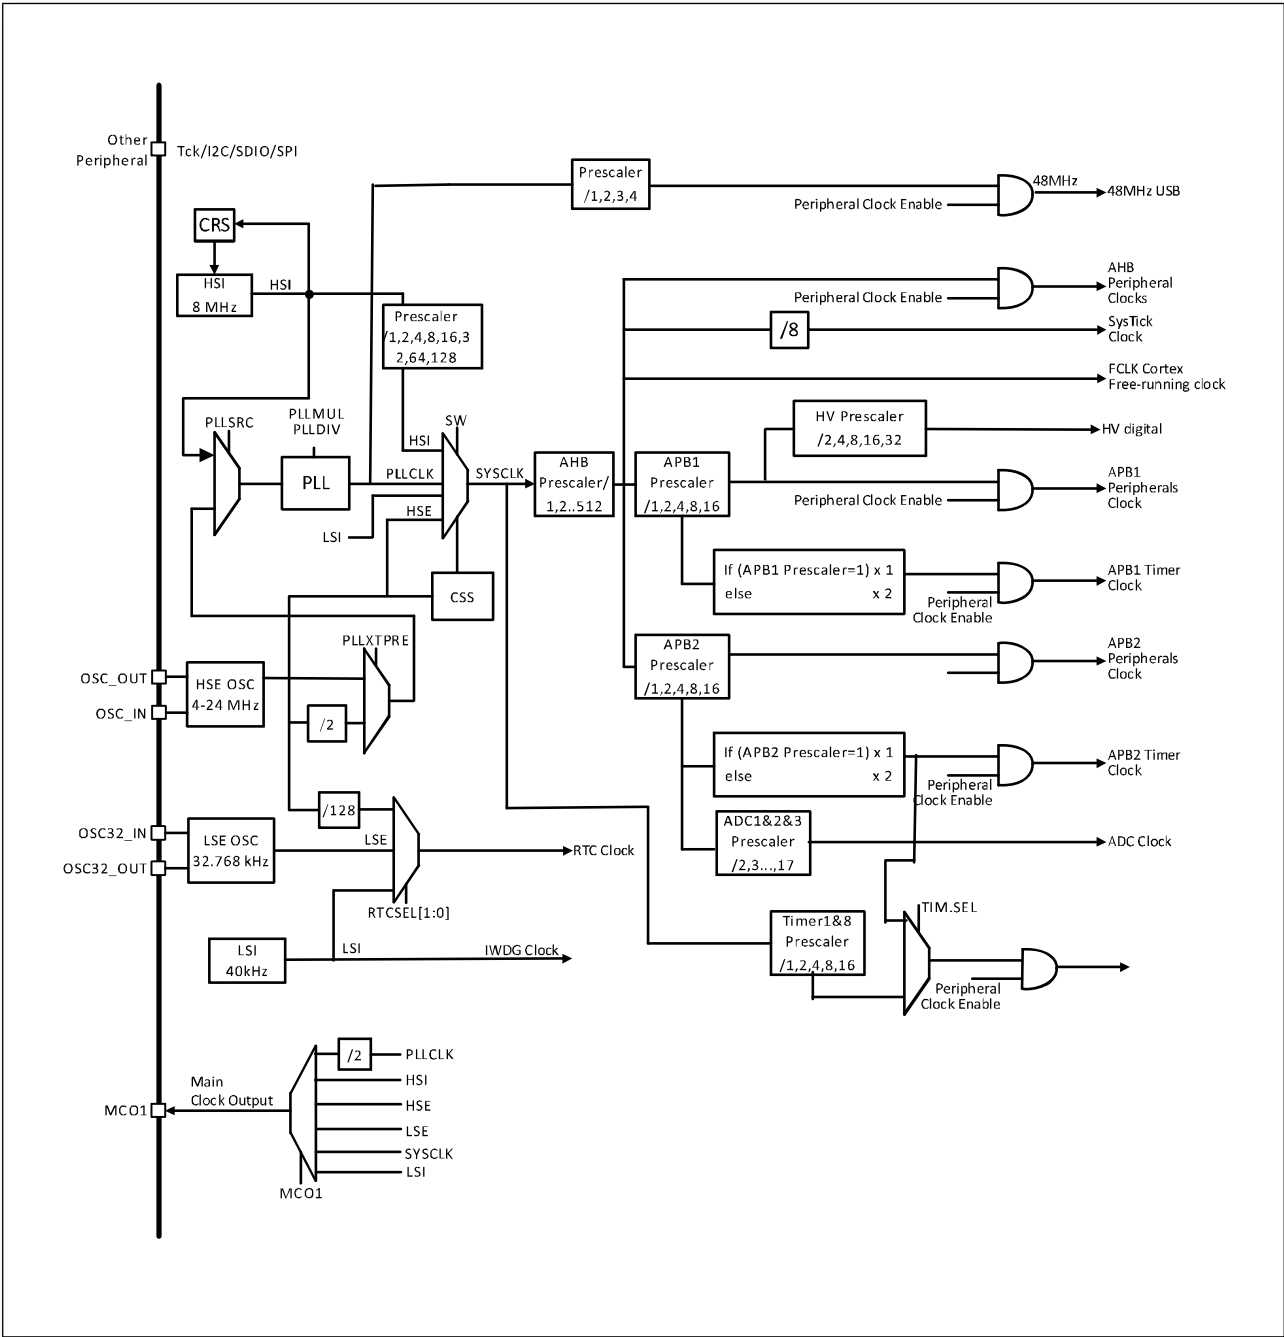 Other
Peripheral
Tck/I2C/SDIO/SPI
Prescaler
/1,2,3,4
Peripheral Clock Enable
48MHz
48MHz USB
CRS
HSI
8 MHz
HSI
Prescaler
/1,2,4,8,16,3
2,64,128
Peripheral Clock Enable
AHB
Peripheral
Clocks
/8
SysTick
Clock
FCLK Cortex
Free-running clock
HV Prescaler
/2,4,8,16,32
HV digital
PLLSRC
PLLMUL
PLLDIV
PLL
SW
HSI
PLLCLK
HSE
LSI
SYSCLK
AHB
Prescaler/
1,2..512
APB1
Prescaler
/1,2,4,8,16
Peripheral Clock Enable
APB1
Peripherals
Clock
If (APB1 Prescaler=1) x 1
else x 2
Peripheral
Clock Enable
APB1 Timer
Clock
CSS
PLLXTPRE
OSC_OUT
OSC_IN
HSE OSC
4-24 MHz
/2
APB2
Prescaler
/1,2,4,8,16
APB2
Peripherals
Clock
If (APB2 Prescaler=1) x 1
else x 2
Peripheral
Clock Enable
APB2 Timer
Clock
/128
OSC32_IN
OSC32_OUT
LSE OSC
32.768 kHz
LSE
RTC Clock
RTCSEL[1:0]
ADC1&2&3
Prescaler
/2,3...,17
ADC Clock
LSI
40kHz
LSI
IWDG Clock
Timer1&8
Prescaler
/1,2,4,8,16
TIM.SEL
Peripheral
Clock Enable
MCO1
Main
Clock Output
/2
PLLCLK
HSI
HSE
LSE
SYSCLK
LSI
MCO1